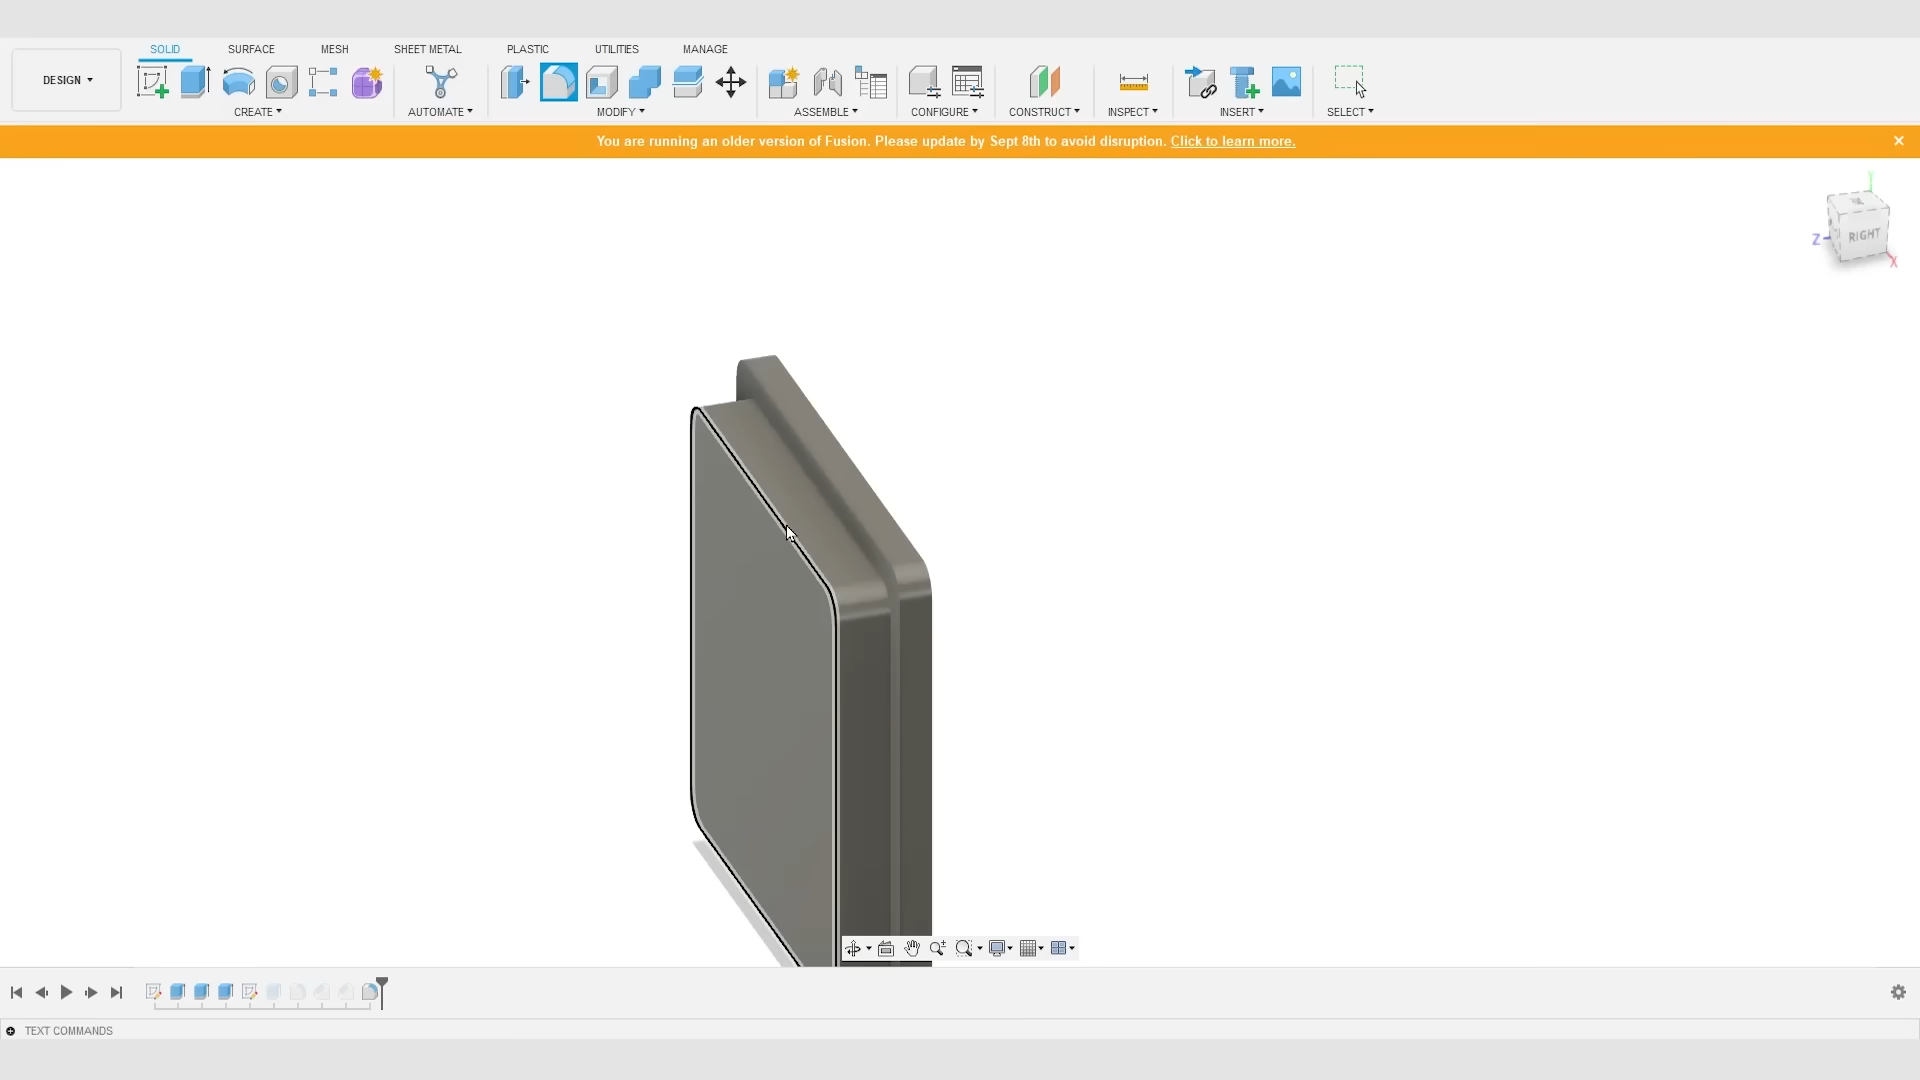 SOLID SURFACE MESH SHEET METAL PLASTIC UTILITIES MANAGE
DESIGN
CREATE AUTOMATE MODIFY ASSEMBLE CONFIGURE CONSTRUCT INSPECT INSERT SELECT
You are running an older version of Fusion. Please update by Sept 8th to avoid disruption. Click to learn more.
Y
Z
RIGHT
X
TEXT COMMANDS